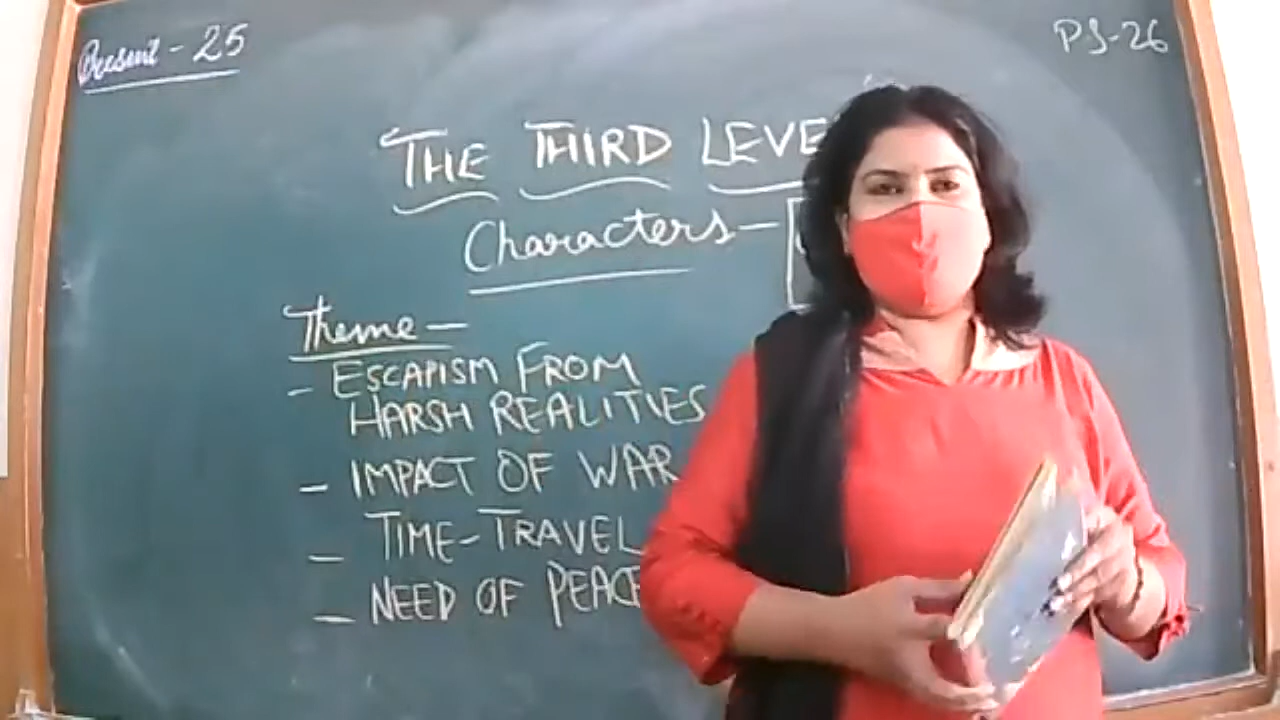 Present - 25
PS-26
THE THIRD LEVE
Characters -
Theme -
- ESCAPISM FROM
HARSH REALITIES
- IMPACT OF WAR
- TIME-TRAVEL
- NEED OF PEACE